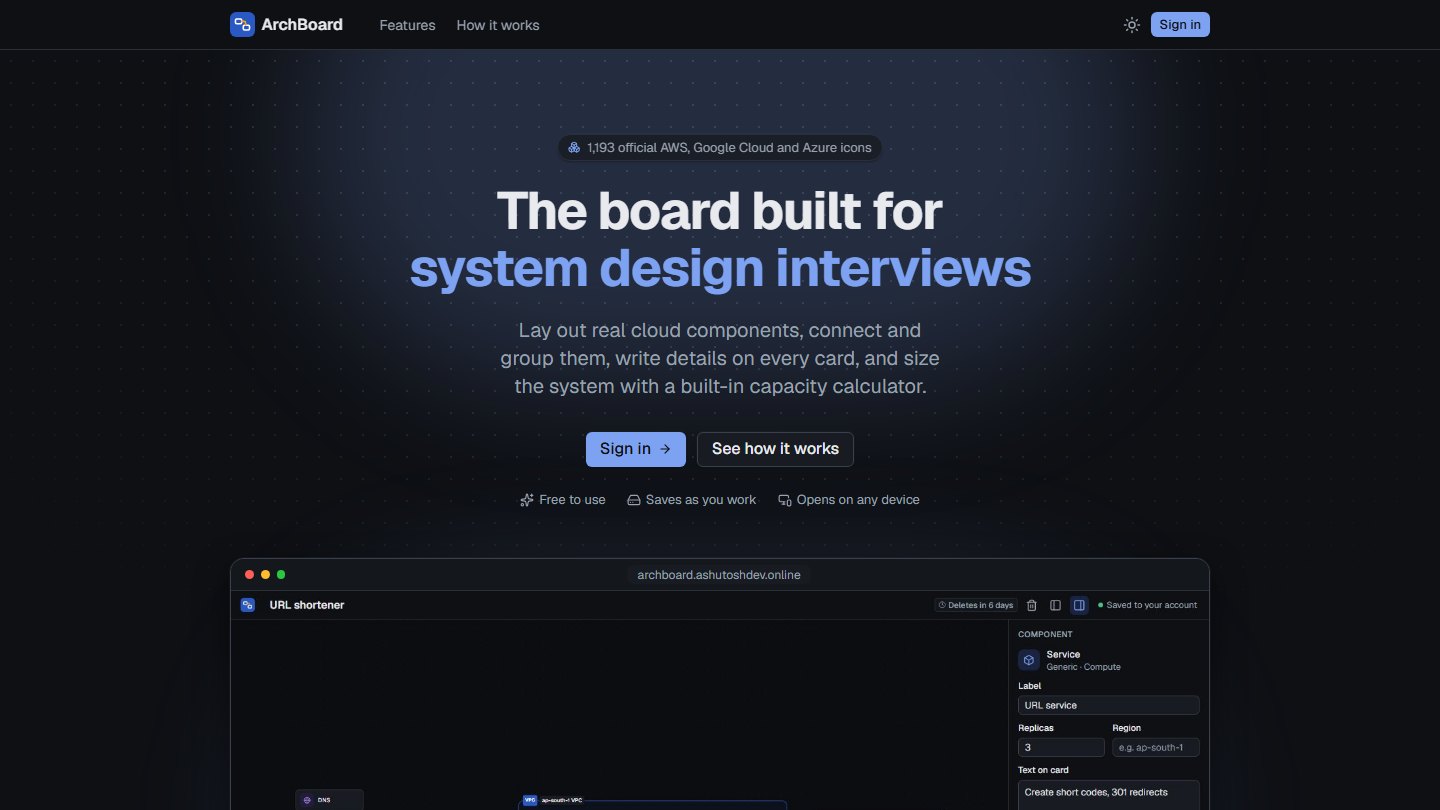 ArchBoard
Features
How it works
Sign in
1,193 official AWS, Google Cloud and Azure icons
The board built for
system design interviews
Lay out real cloud components, connect and
group them, write details on every card, and size
the system with a built-in capacity calculator.
Sign in →
See how it works
Free to use
Saves as you work
Opens on any device
archboard.ashutoshdev.online
URL shortener
Deletes in 6 days
Saved to your account
COMPONENT
Service
Generic · Compute
Label
URL service
Replicas
Region
3
e.g. ap-south-1
Text on card
Create short codes, 301 redirects
DNS
VPC
ap-south-1 VPC